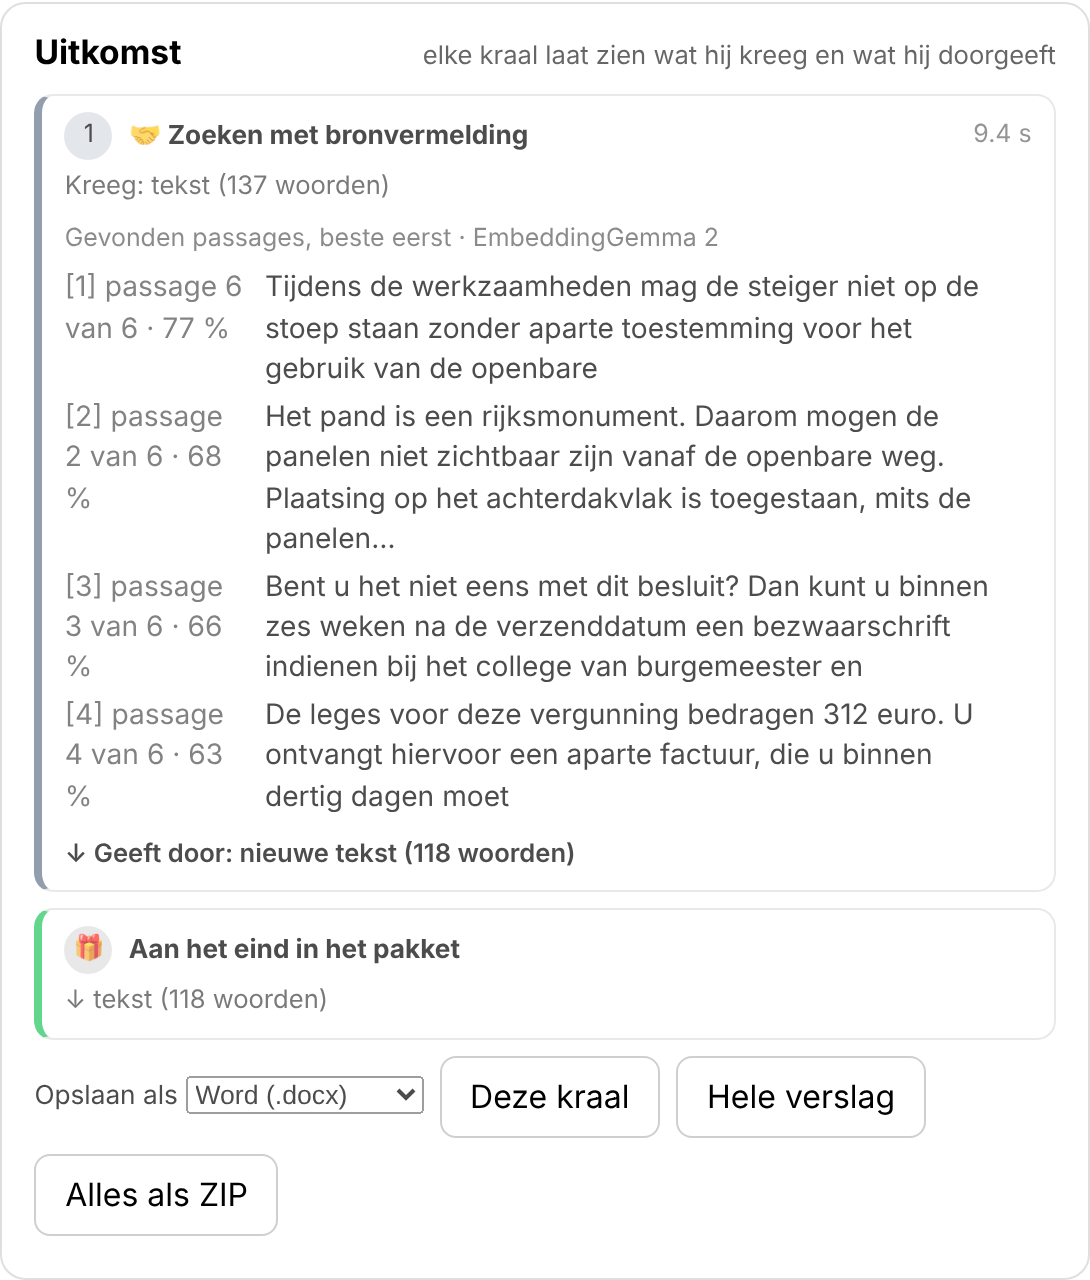 Uitkomst
elke kraal laat zien wat hij kreeg en wat hij doorgeeft
1 🤝 Zoeken met bronvermelding
9.4 s
Kreeg: tekst (137 woorden)
Gevonden passages, beste eerst · EmbeddingGemma 2
[1] passage 6
van 6 · 77 %
Tijdens de werkzaamheden mag de steiger niet op de
stoep staan zonder aparte toestemming voor het
gebruik van de openbare
[2] passage
2 van 6 · 68
%
Het pand is een rijksmonument. Daarom mogen de
panelen niet zichtbaar zijn vanaf de openbare weg.
Plaatsing op het achterdakvlak is toegestaan, mits de
panelen...
[3] passage
3 van 6 · 66
%
Bent u het niet eens met dit besluit? Dan kunt u binnen
zes weken na de verzenddatum een bezwaarschrift
indienen bij het college van burgemeester en
[4] passage
4 van 6 · 63
%
De leges voor deze vergunning bedragen 312 euro. U
ontvangt hiervoor een aparte factuur, die u binnen
dertig dagen moet
↓ Geeft door: nieuwe tekst (118 woorden)
🎁 Aan het eind in het pakket
↓ tekst (118 woorden)
Opslaan als
Word (.docx)
Deze kraal
Hele verslag
Alles als ZIP